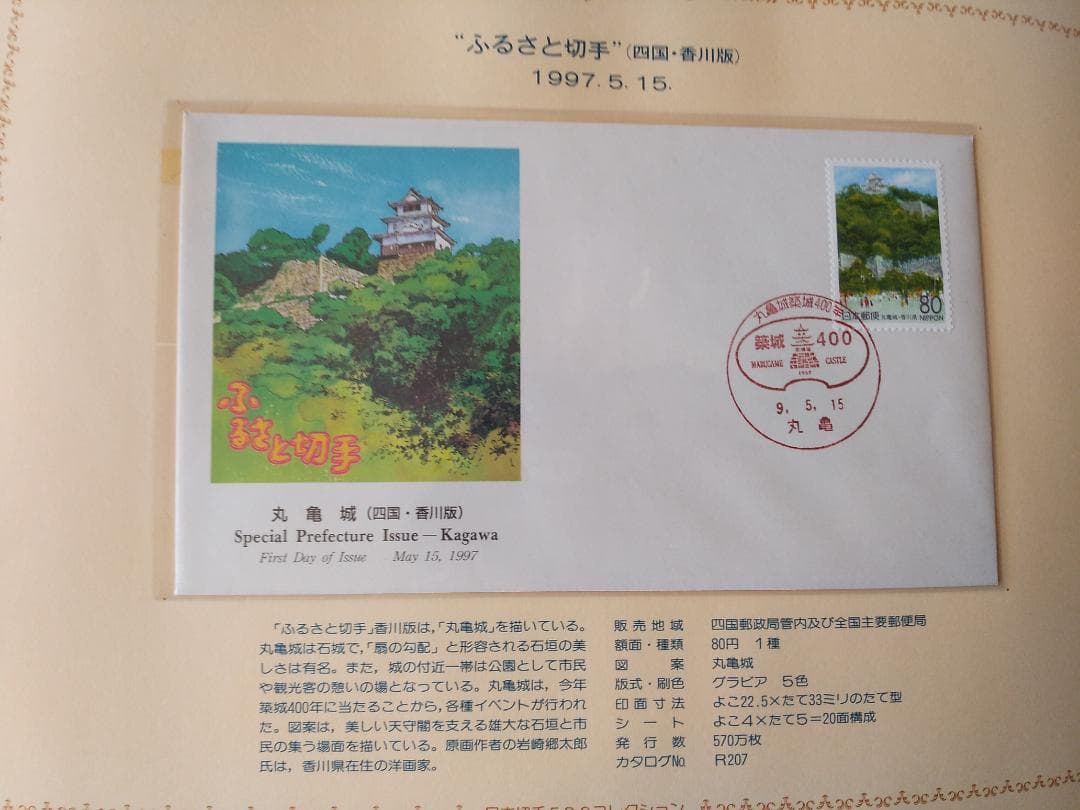 “ふるさと切手”(四国・香川版)
1997. 5. 15.
80
日本郵便 丸亀城・香川県 NIPPON
丸亀城築城400年
築城 400
MARUGAME CASTLE
1997
9. 5. 15
丸 亀
ふるさと切手
丸 亀 城 (四国・香川版)
Special Prefecture Issue — Kagawa
First Day of Issue May 15, 1997
「ふるさと切手」香川版は,「丸亀城」を描いている。
丸亀城は石城で,「扇の勾配」と形容される石垣の美
しさは有名。また,城の付近一帯は公園として市民
や観光客の憩いの場となっている。丸亀城は,今年
築城400年に当たることから,各種イベントが行われ
た。図案は,美しい天守閣を支える雄大な石垣と市
民の集う場面を描いている。原画作者の岩崎郷太郎
氏は,香川県在住の洋画家。
販売地域 四国郵政局管内及び全国主要郵便局
額面・種類 80円 1種
図案 丸亀城
版式・刷色 グラビア 5色
印面寸法 よこ22.5×たて33ミリのたて型
シート よこ4×たて5=20面構成
発行数 570万枚
カタログNo. R207